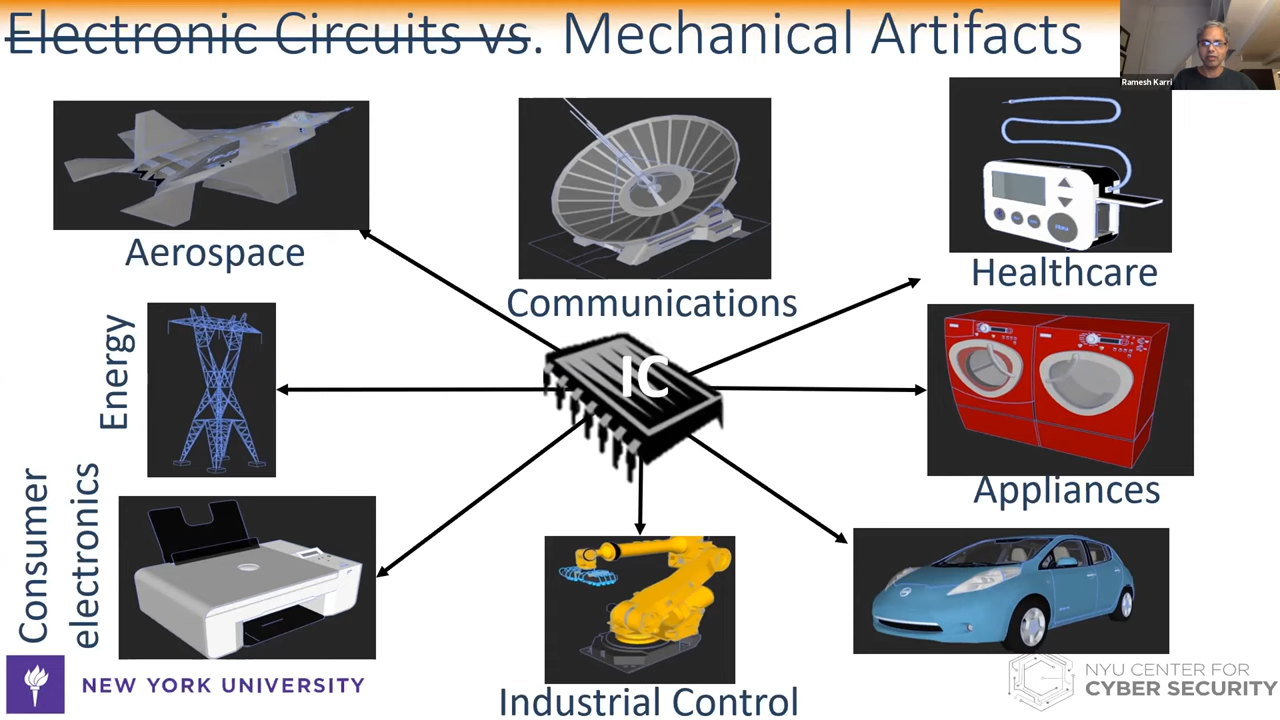 Electronic Circuits vs. Mechanical Artifacts
Ramesh Karri
Aerospace
Communications
Healthcare
Energy
IC
Appliances
Consumer
electronics
Industrial Control
NEW YORK UNIVERSITY
NYU CENTER FOR
CYBER SECURITY